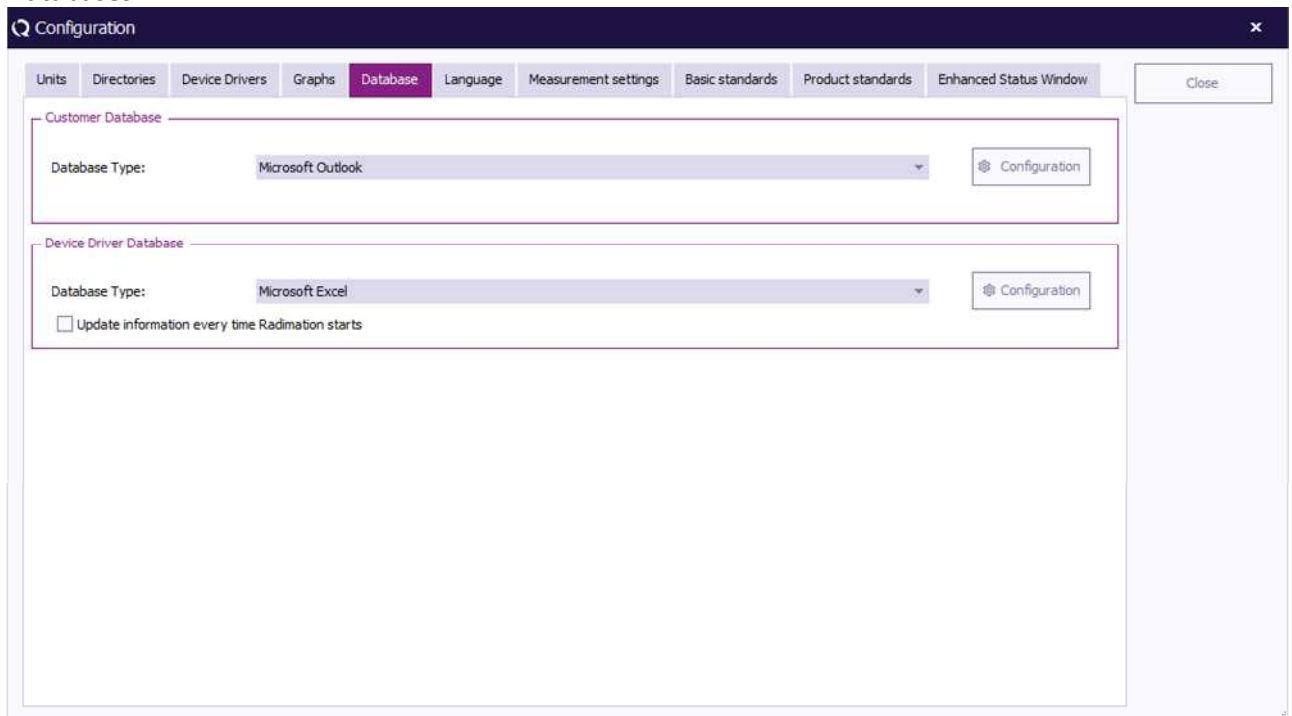 Configuration
Units Directories Device Drivers Graphs Database Language Measurement settings Basic standards Product standards Enhanced Status Window Close
Customer Database
Database Type: Microsoft Outlook Configuration
Device Driver Database
Database Type: Microsoft Excel Configuration
Update information every time Radimation starts